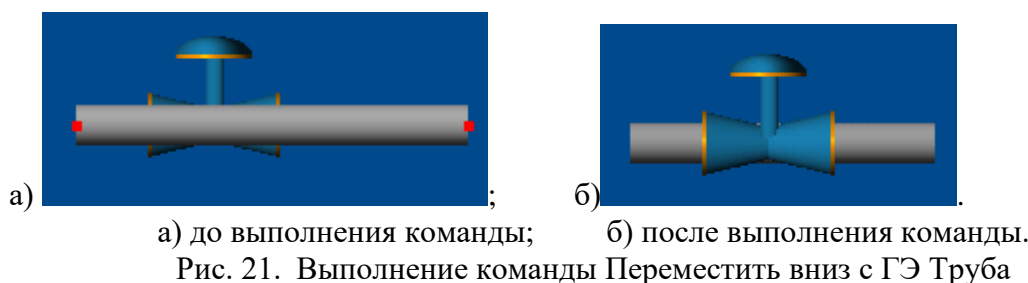 а) ; б) .
а) до выполнения команды; б) после выполнения команды.
Рис. 21. Выполнение команды Переместить вниз с ГЭ Труба